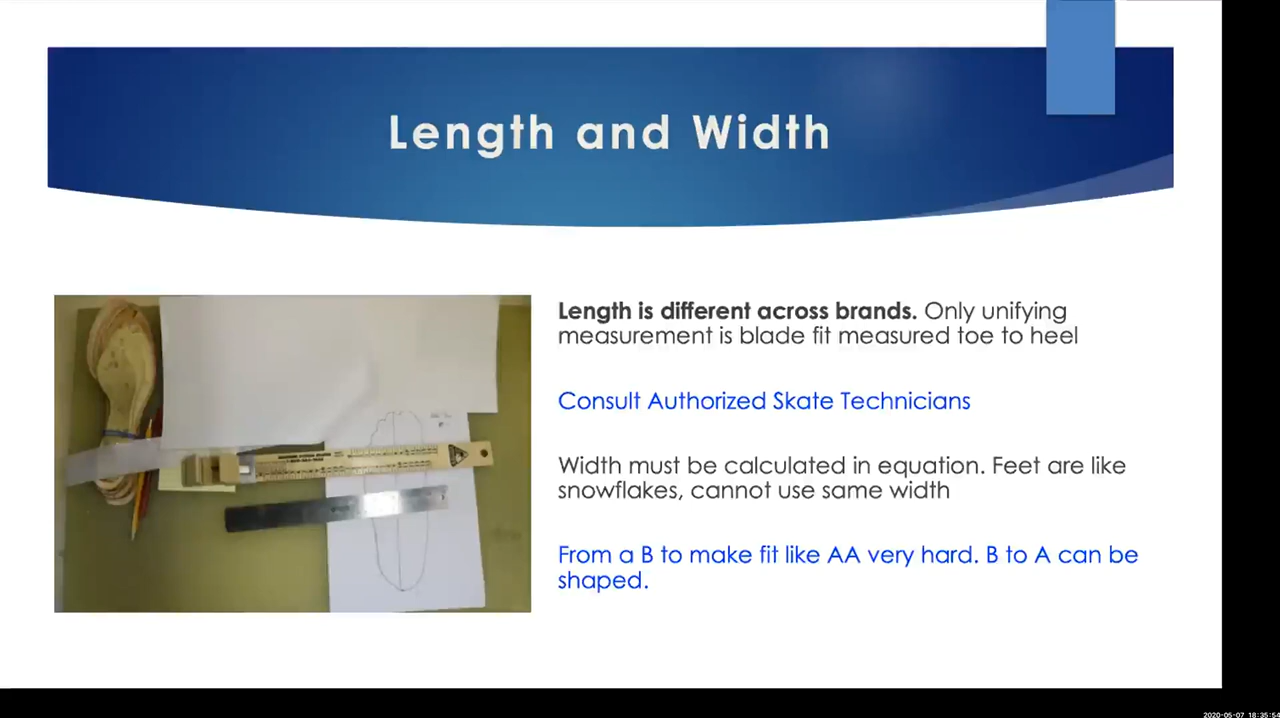 Length and Width
Length is different across brands. Only unifying
measurement is blade fit measured toe to heel
Consult Authorized Skate Technicians
Width must be calculated in equation. Feet are like
snowflakes, cannot use same width
From a B to make fit like AA very hard. B to A can be
shaped.
2020-05-07 18:35:54